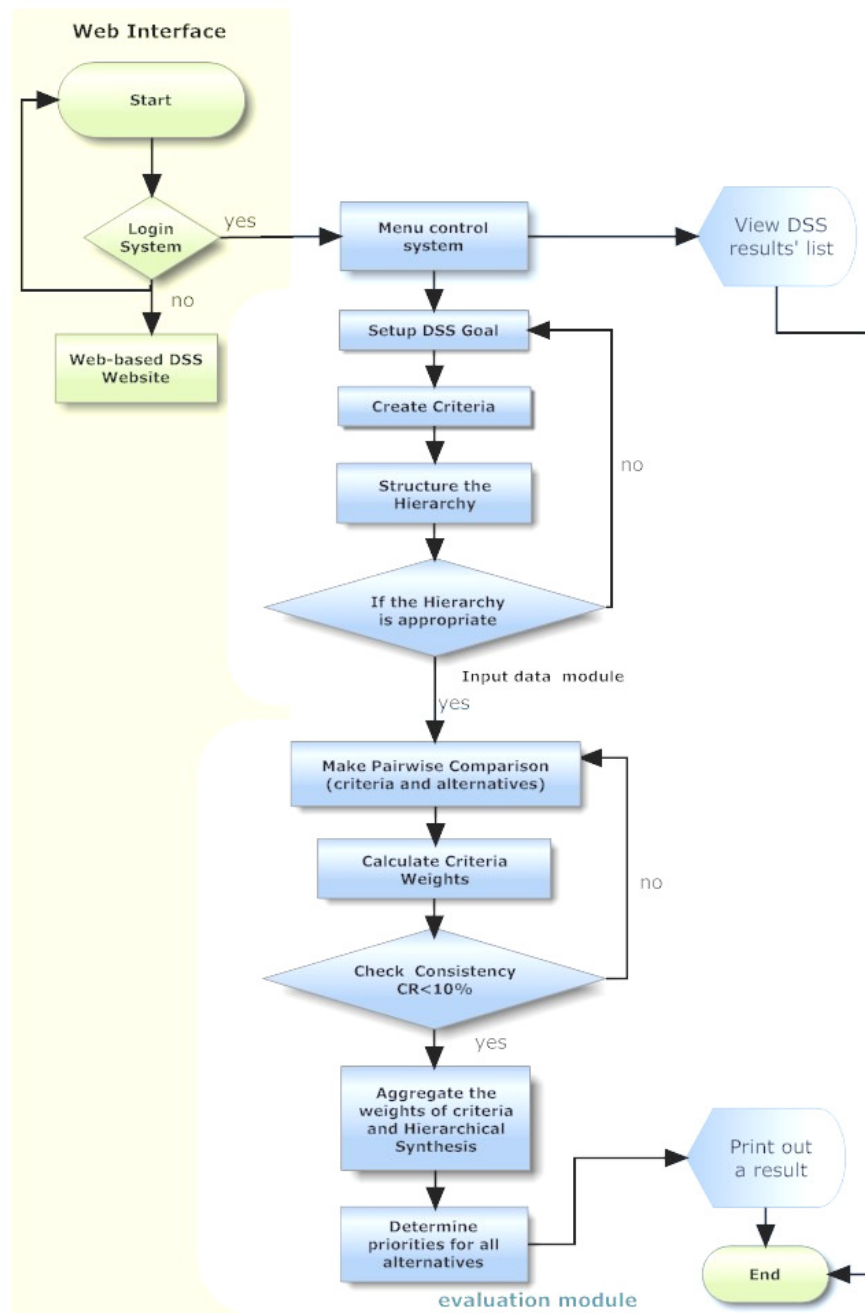 Web Interface
Start
Login
System
yes
no
Web-based DSS
Website
Menu control
system
View DSS
results' list
Setup DSS Goal
Create Criteria
Structure the
Hierarchy
no
If the Hierarchy
is appropriate
Input data module
yes
Make Pairwise Comparison
(criteria and alternatives)
Calculate Criteria
Weights
no
Check Consistency
CR<10%
yes
Aggregate the
weights of criteria
and Hierarchical
Synthesis
Print out
a result
Determine
priorities for all
alternatives
End
evaluation module